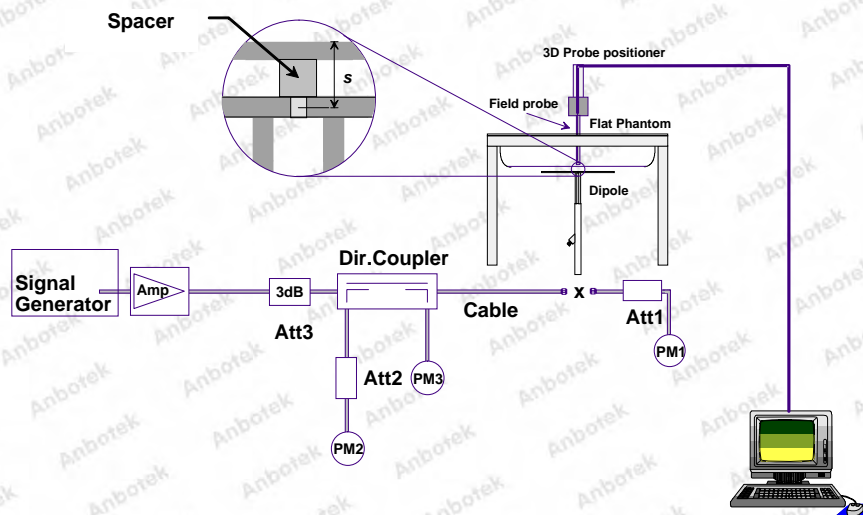 Spacer
s
3D Probe positioner
Field probe
Flat Phantom
Dipole
Dir.Coupler
Signal
Generator
Amp
3dB
Att3
Cable
x
Att1
PM1
Att2
PM3
PM2
Anbotek